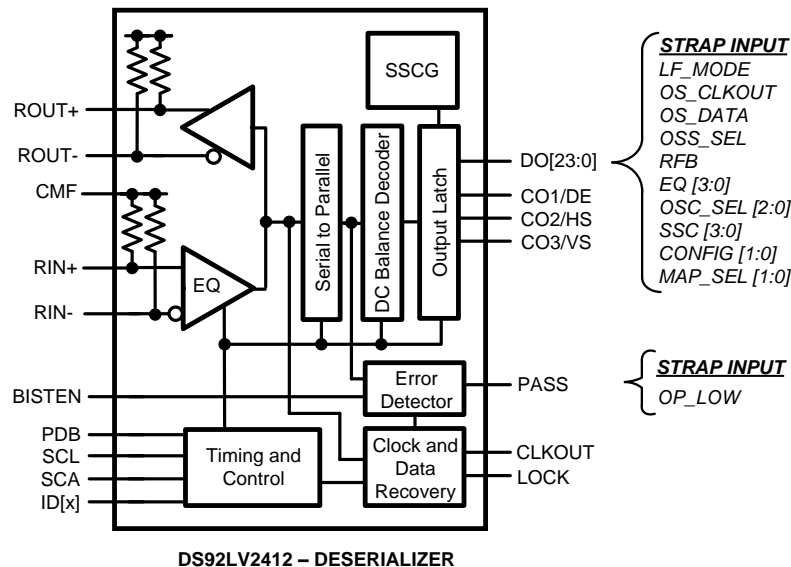 ROUT+
ROUT-
CMF
RIN+
RIN-
BISTEN
PDB
SCL
SCA
ID[x]
EQ
Serial to Parallel
DC Balance Decoder
Output Latch
SSCG
Error
Detector
Timing and
Control
Clock and
Data
Recovery
DO[23:0]
CO1/DE
CO2/HS
CO3/VS
PASS
CLKOUT
LOCK
STRAP INPUT
LF_MODE
OS_CLKOUT
OS_DATA
OSS_SEL
RFB
EQ [3:0]
OSC_SEL [2:0]
SSC [3:0]
CONFIG [1:0]
MAP_SEL [1:0]
STRAP INPUT
OP_LOW
DS92LV2412 – DESERIALIZER